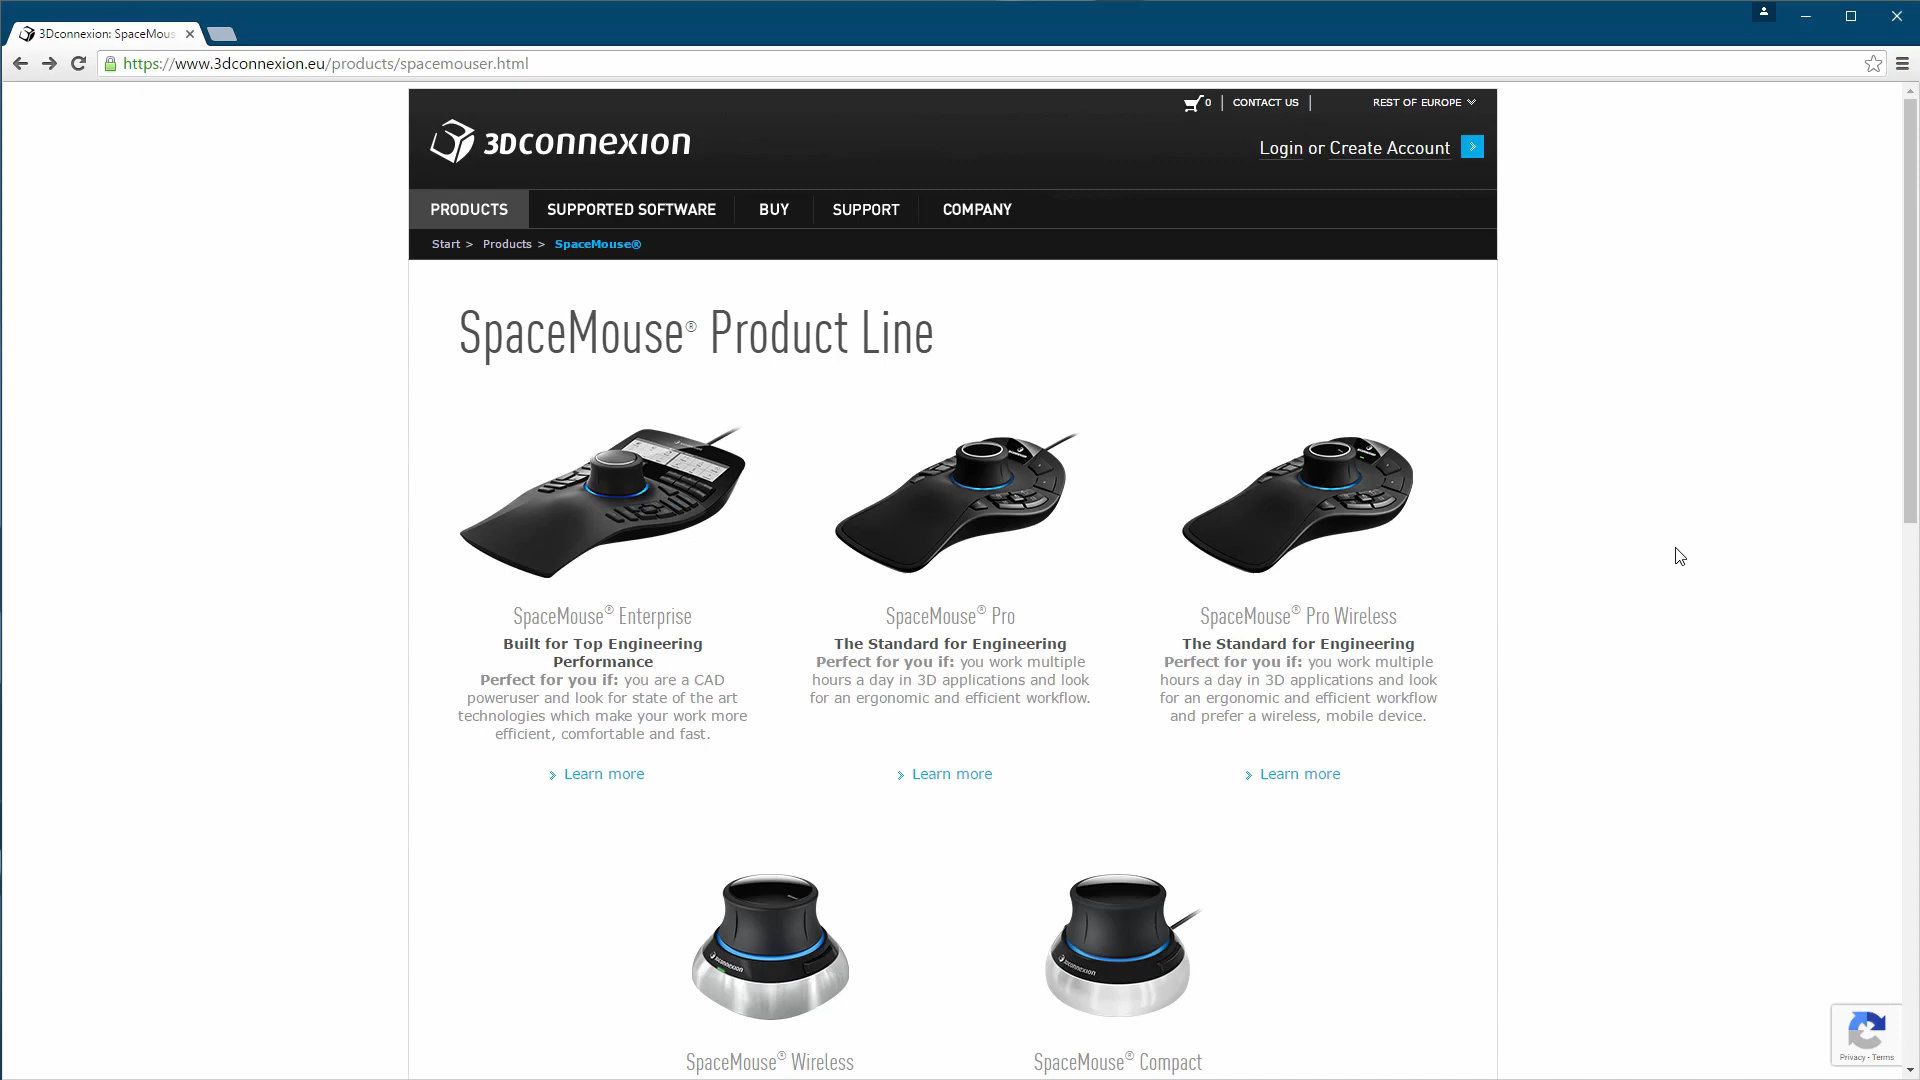 3Dconnexion: SpaceMous
https://www.3dconnexion.eu/products/spacemouser.html
0 CONTACT US REST OF EUROPE
3Dconnexion
Login or Create Account
PRODUCTS SUPPORTED SOFTWARE BUY SUPPORT COMPANY
Start > Products > SpaceMouse®
SpaceMouse® Product Line
SpaceMouse® Enterprise
Built for Top Engineering
Performance
Perfect for you if: you are a CAD
poweruser and look for state of the art
technologies which make your work more
efficient, comfortable and fast.
Learn more
SpaceMouse® Pro
The Standard for Engineering
Perfect for you if: you work multiple
hours a day in 3D applications and look
for an ergonomic and efficient workflow.
Learn more
SpaceMouse® Pro Wireless
The Standard for Engineering
Perfect for you if: you work multiple
hours a day in 3D applications and look
for an ergonomic and efficient workflow
and prefer a wireless, mobile device.
Learn more
3Dconnexion
SpaceMouse® Wireless
3Dconnexion
SpaceMouse® Compact
Privacy - Terms